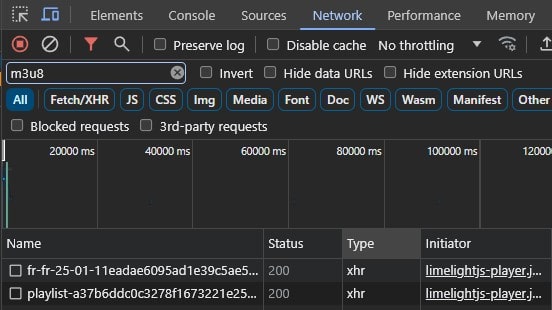 Elements Console Sources Network Performance Memory
Preserve log Disable cache No throttling
m3u8 Invert Hide data URLs Hide extension URLs
All Fetch/XHR JS CSS Img Media Font Doc WS Wasm Manifest Other
Blocked requests 3rd-party requests
20000 ms 40000 ms 60000 ms 80000 ms 100000 ms 12000
Name Status Type Initiator
fr-fr-25-01-11eadae6095ad1e39c5ae5... 200 xhr limelightjs-player.j...
playlist-a37b6ddc0c3278f1673221e25... 200 xhr limelightjs-player.j...